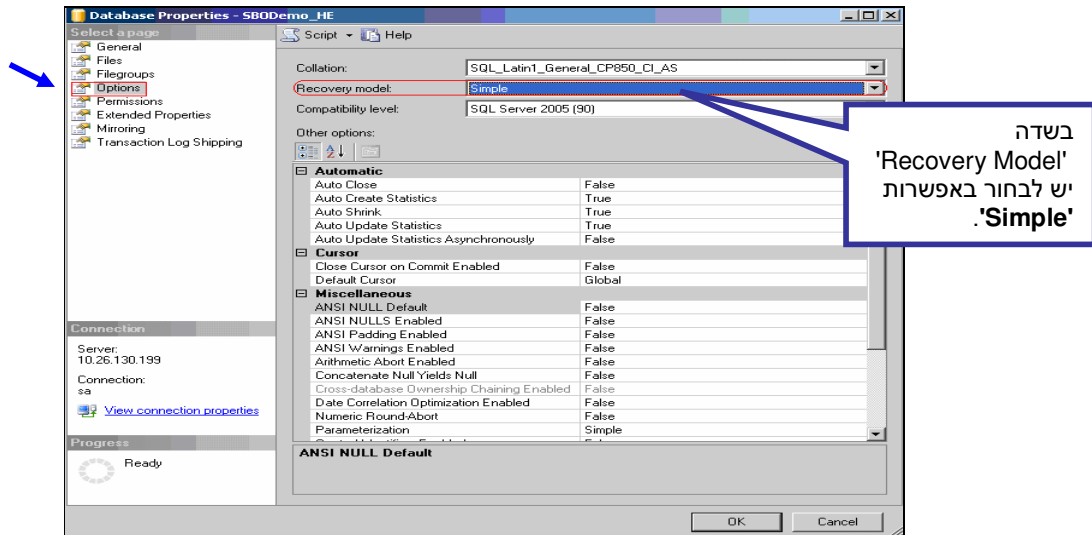 Database Properties - SBODemo_HE
Select a page
General
Files
Filegroups
Options
Permissions
Extended Properties
Mirroring
Transaction Log Shipping
Connection
Server:
10.26.130.199
Connection:
sa
View connection properties
Progress
Ready
Script Help
Collation: SQL_Latin1_General_CP850_CI_AS
Recovery model: Simple
Compatibility level: SQL Server 2005 (90)
Other options:
Automatic
Auto Close False
Auto Create Statistics True
Auto Shrink True
Auto Update Statistics True
Auto Update Statistics Asynchronously False
Cursor
Close Cursor on Commit Enabled False
Default Cursor Global
Miscellaneous
ANSI NULL Default False
ANSI NULLS Enabled False
ANSI Padding Enabled False
ANSI Warnings Enabled False
Arithmetic Abort Enabled False
Concatenate Null Yields Null False
Cross-database Ownership Chaining Enabled False
Date Correlation Optimization Enabled False
Numeric Round-Abort False
Parameterization Simple
ANSI NULL Default
OK Cancel
בשדה
'Recovery Model'
יש לבחור באפשרות
'Simple'.